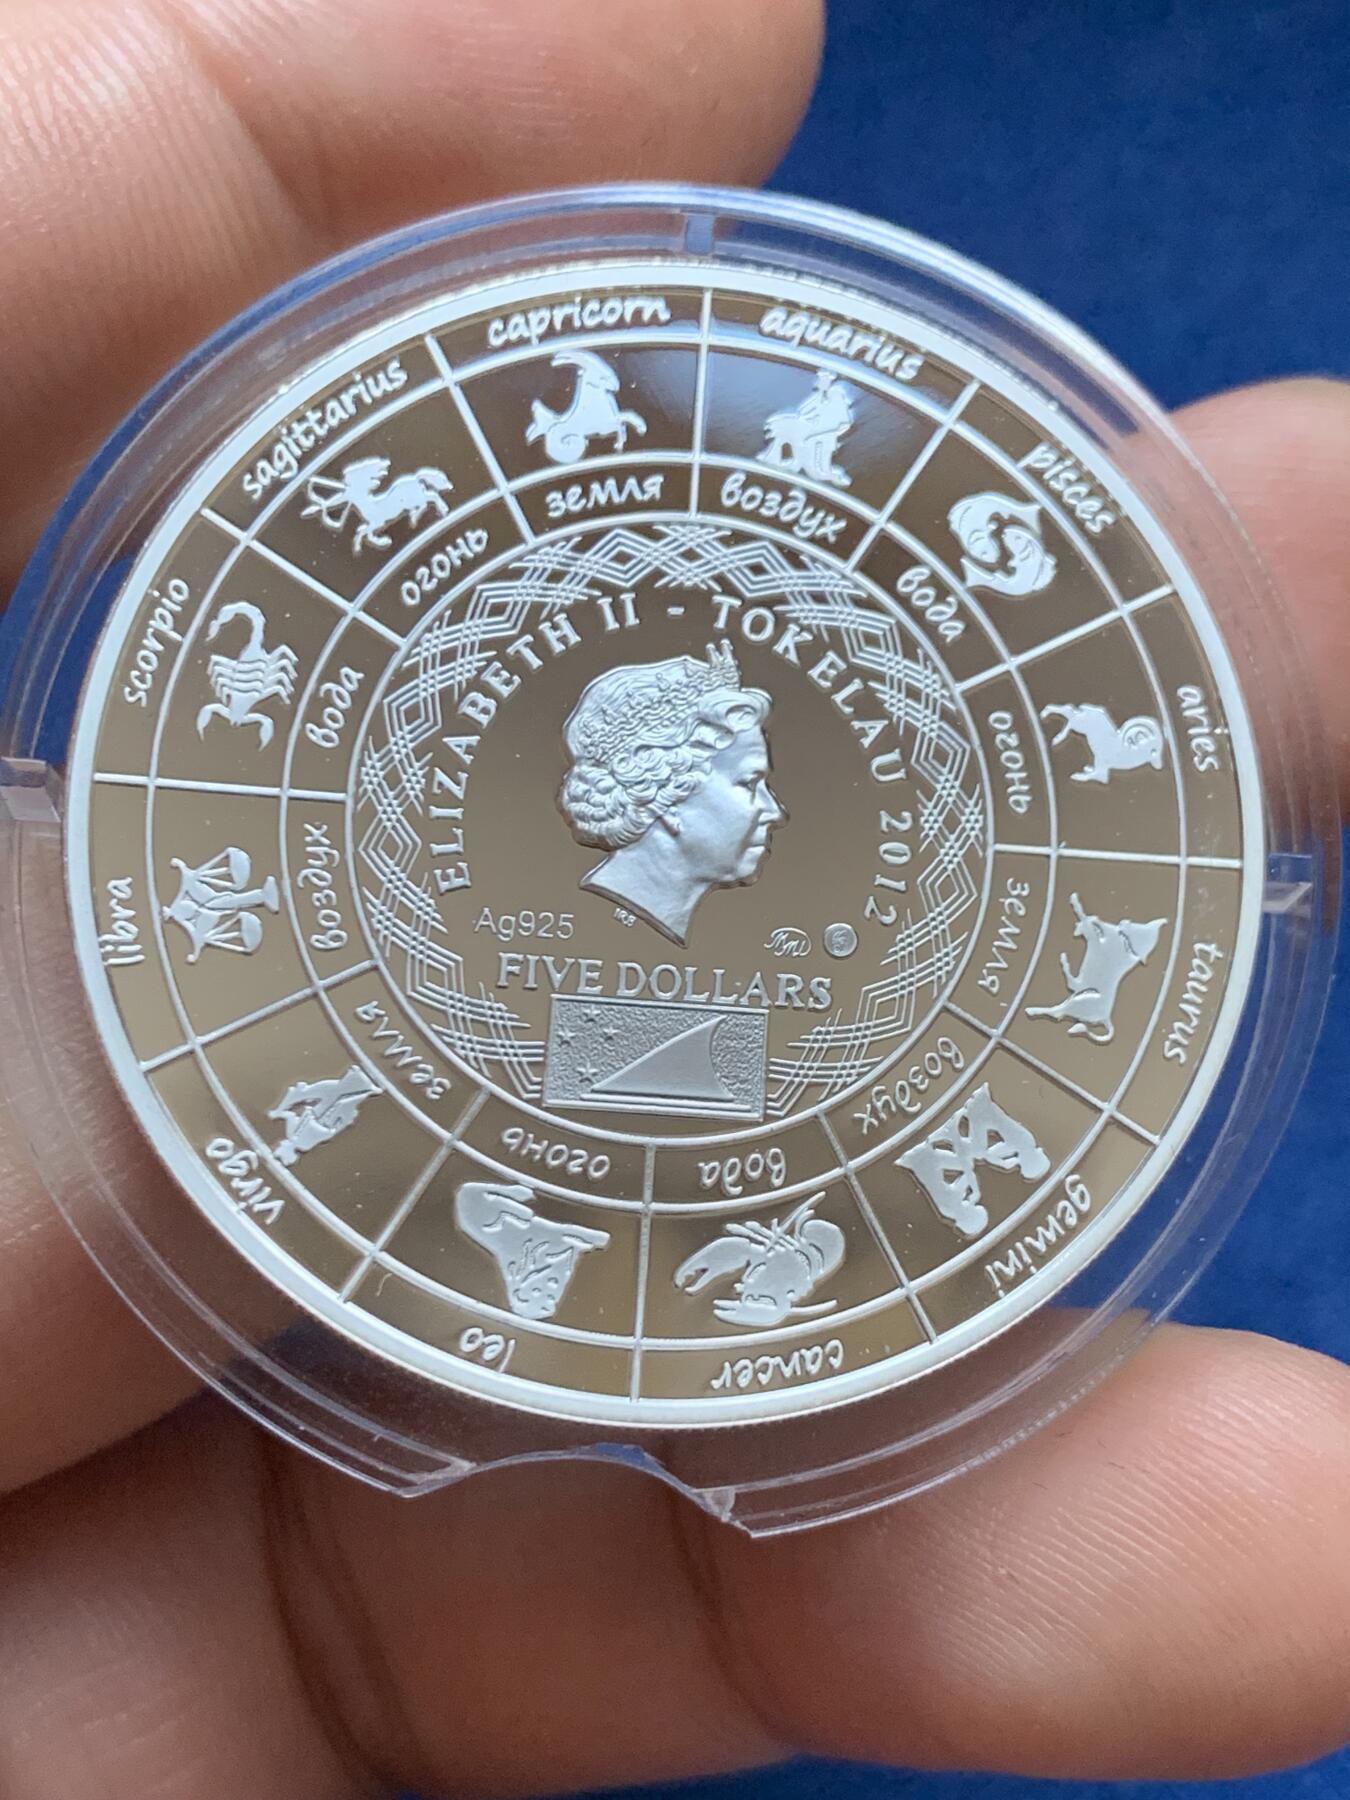 capricorn
aquarius
pisces
aries
taurus
gemini
cancer
leo
virgo
libra
scorpio
sagittarius
земля
воздух
вода
огонь
земля
воздух
вода
огонь
земля
воздух
вода
огонь
ELIZABETH II - TOKELAU 2012
IRB
Ag925
FIVE DOLLARS